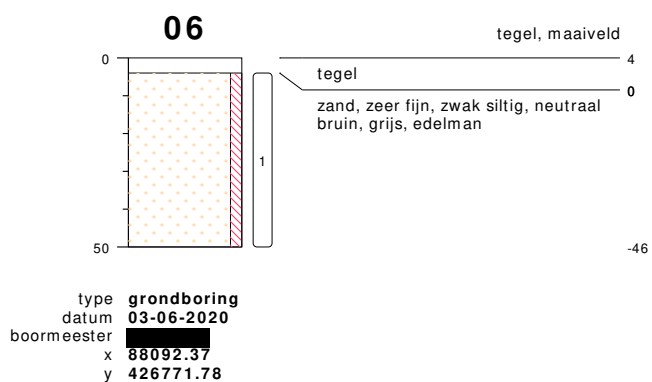 06
tegel, maaiveld
0
4
tegel
0
zand, zeer fijn, zwak siltig, neutraal
bruin, grijs, edelman
1
50
-46
type grondboring
datum 03-06-2020
boormeester
x 88092.37
y 426771.78